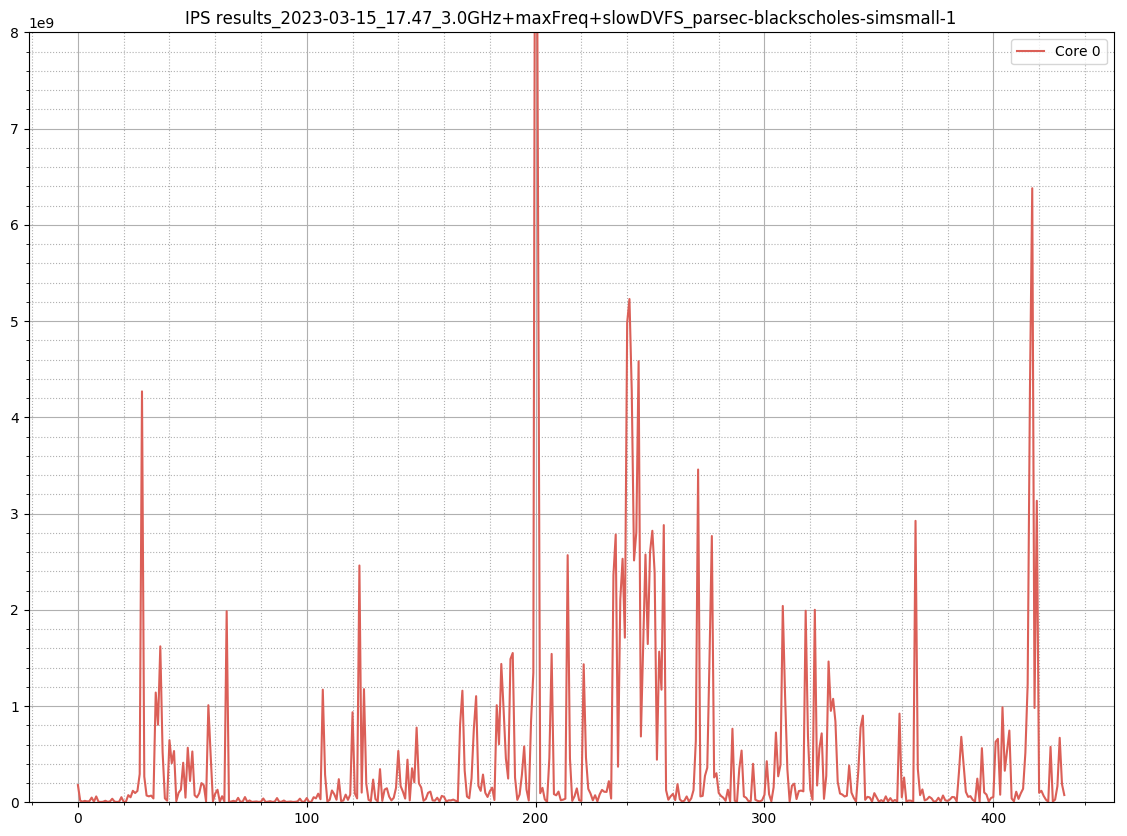 IPS results_2023-03-15_17.47_3.0GHz+maxFreq+slowDVFS_parsec-blackscholes-simsmall-1
1e9
Core 0
8
7
6
5
4
3
2
1
0
0 100 200 300 400